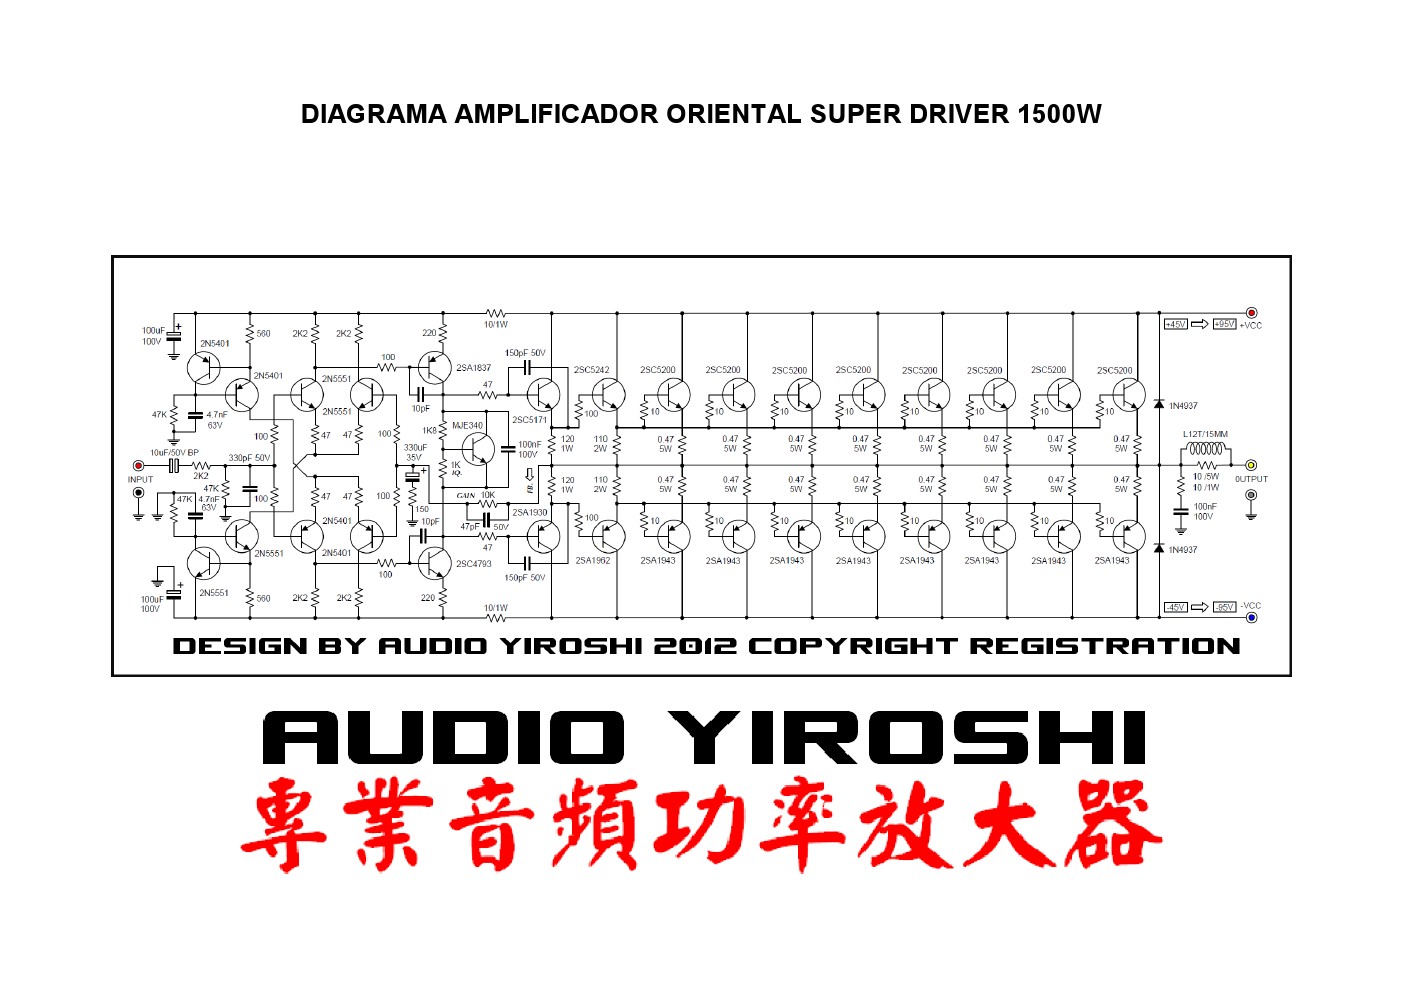 DIAGRAMA AMPLIFICADOR ORIENTAL SUPER DRIVER 1500W
100uF 100V
2N5401
560
2K2
2K2
220
10/1W
+45V
+95V
+VCC
2N5401
2N5551
2N5551
100
2SA1837
150pF 50V
2SC5242
2SC5200
2SC5200
2SC5200
2SC5200
2SC5200
2SC5200
2SC5200
2SC5200
10pF
47
2SC5171
100
10
10
10
10
10
10
10
10
1N4937
47K
4.7nF 63V
100
47
47
100
330uF 35V
1K8
MJE340
100nF 100V
120 1W
110 2W
0.47 5W
0.47 5W
0.47 5W
0.47 5W
0.47 5W
0.47 5W
0.47 5W
0.47 5W
L12T/15MM
10uF/50V BP
2K2
INPUT
330pF 50V
47K
1K
IQ.
FB.
10 /5W
10 /1W
OUTPUT
47K
4.7nF 63V
100
47
47
100
150
GAIN
10K
47pF
50V
120 1W
110 2W
0.47 5W
0.47 5W
0.47 5W
0.47 5W
0.47 5W
0.47 5W
0.47 5W
0.47 5W
100nF 100V
2N5551
2N5401
2N5401
10pF
2SA1930
47
100
10
10
10
10
10
10
10
10
1N4937
2N5551
100
2SC4793
150pF 50V
2SA1962
2SA1943
2SA1943
2SA1943
2SA1943
2SA1943
2SA1943
2SA1943
2SA1943
100uF 100V
560
2K2
2K2
220
10/1W
-45V
-95V
-VCC
DESIGN BY AUDIO YIROSHI 2012 COPYRIGHT REGISTRATION
AUDIO YIROSHI
專業音頻功率放大器